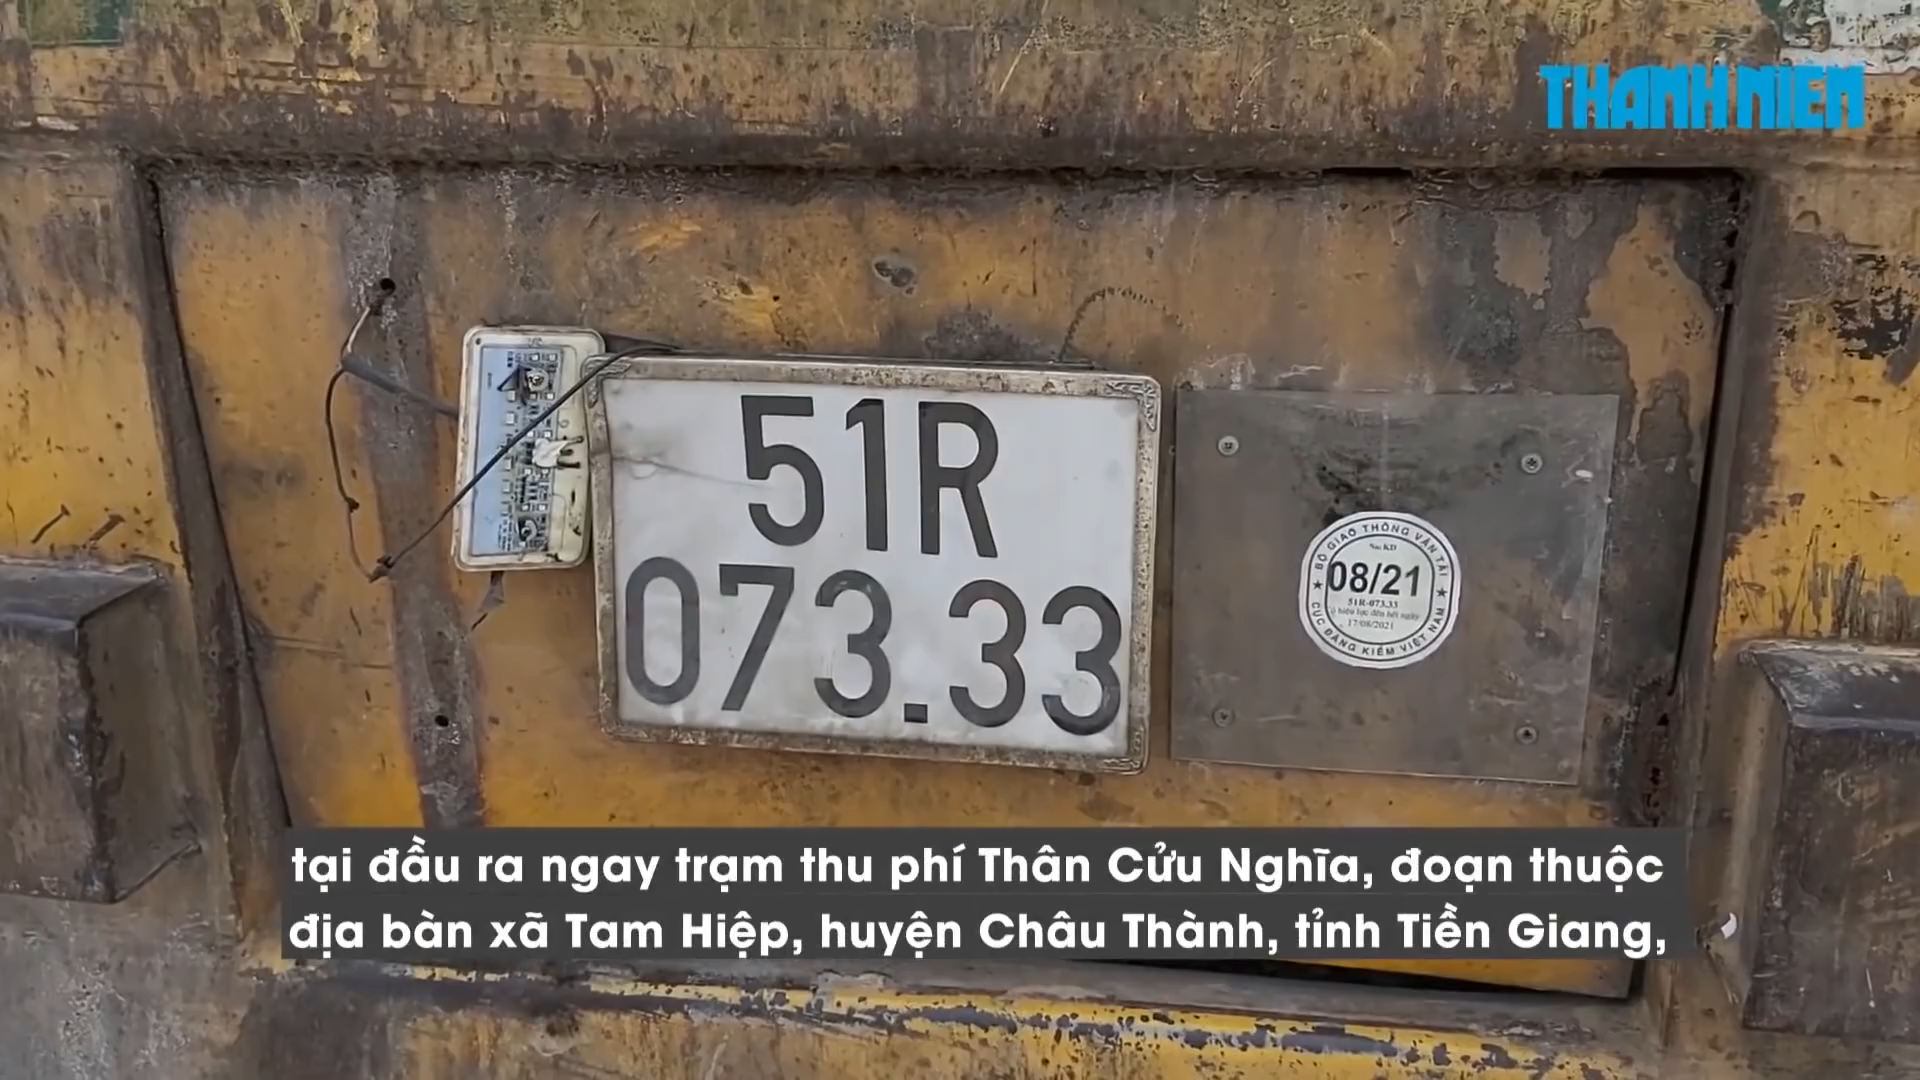 THANH NIÊN
51R
073.33
BỘ GIAO THÔNG VẬN TẢI
08/21
51R-073.33
17/08/2021
CỤC ĐĂNG KIỂM VIỆT NAM
tại đầu ra ngay trạm thu phí Thân Cửu Nghĩa, đoạn thuộc
địa bàn xã Tam Hiệp, huyện Châu Thành, tỉnh Tiền Giang,